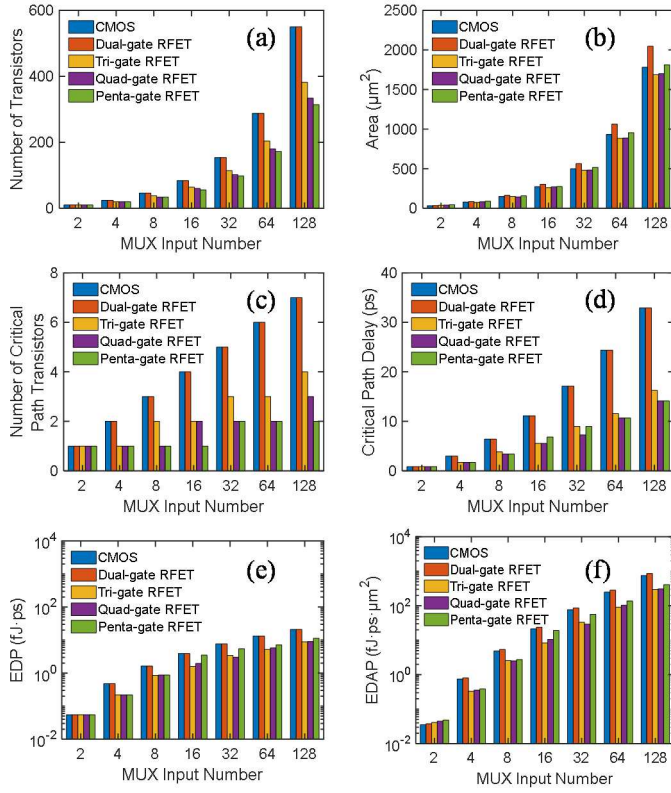 (a)
CMOS
Dual-gate RFET
Tri-gate RFET
Quad-gate RFET
Penta-gate RFET
Number of Transistors
600
400
200
0
2 4 8 16 32 64 128
MUX Input Number
(b)
CMOS
Dual-gate RFET
Tri-gate RFET
Quad-gate RFET
Penta-gate RFET
Area (μm²)
2500
2000
1500
1000
500
0
2 4 8 16 32 64 128
MUX Input Number
(c)
CMOS
Dual-gate RFET
Tri-gate RFET
Quad-gate RFET
Penta-gate RFET
Number of Critical
Path Transistors
8
6
4
2
0
2 4 8 16 32 64 128
MUX Input Number
(d)
CMOS
Dual-gate RFET
Tri-gate RFET
Quad-gate RFET
Penta-gate RFET
Critical Path Delay (ps)
40
30
20
10
0
2 4 8 16 32 64 128
MUX Input Number
(e)
CMOS
Dual-gate RFET
Tri-gate RFET
Quad-gate RFET
Penta-gate RFET
EDP (fJ·ps)
10⁴
10²
10⁰
10⁻²
2 4 8 16 32 64 128
MUX Input Number
(f)
CMOS
Dual-gate RFET
Tri-gate RFET
Quad-gate RFET
Penta-gate RFET
EDAP (fJ·ps·μm²)
10⁴
10²
10⁰
10⁻²
2 4 8 16 32 64 128
MUX Input Number